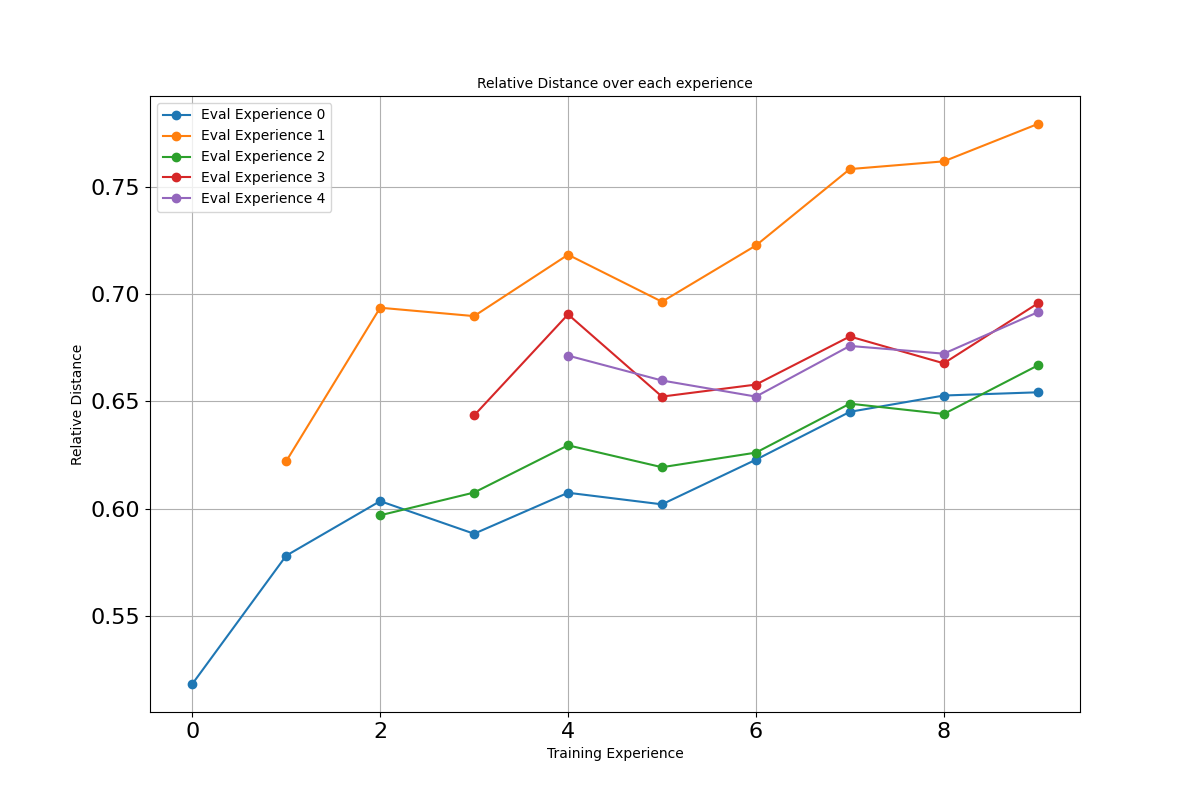 Relative Distance over each experience
Eval Experience 0
Eval Experience 1
Eval Experience 2
Eval Experience 3
Eval Experience 4
0.75
0.70
0.65
0.60
0.55
Relative Distance
0 2 4 6 8
Training Experience